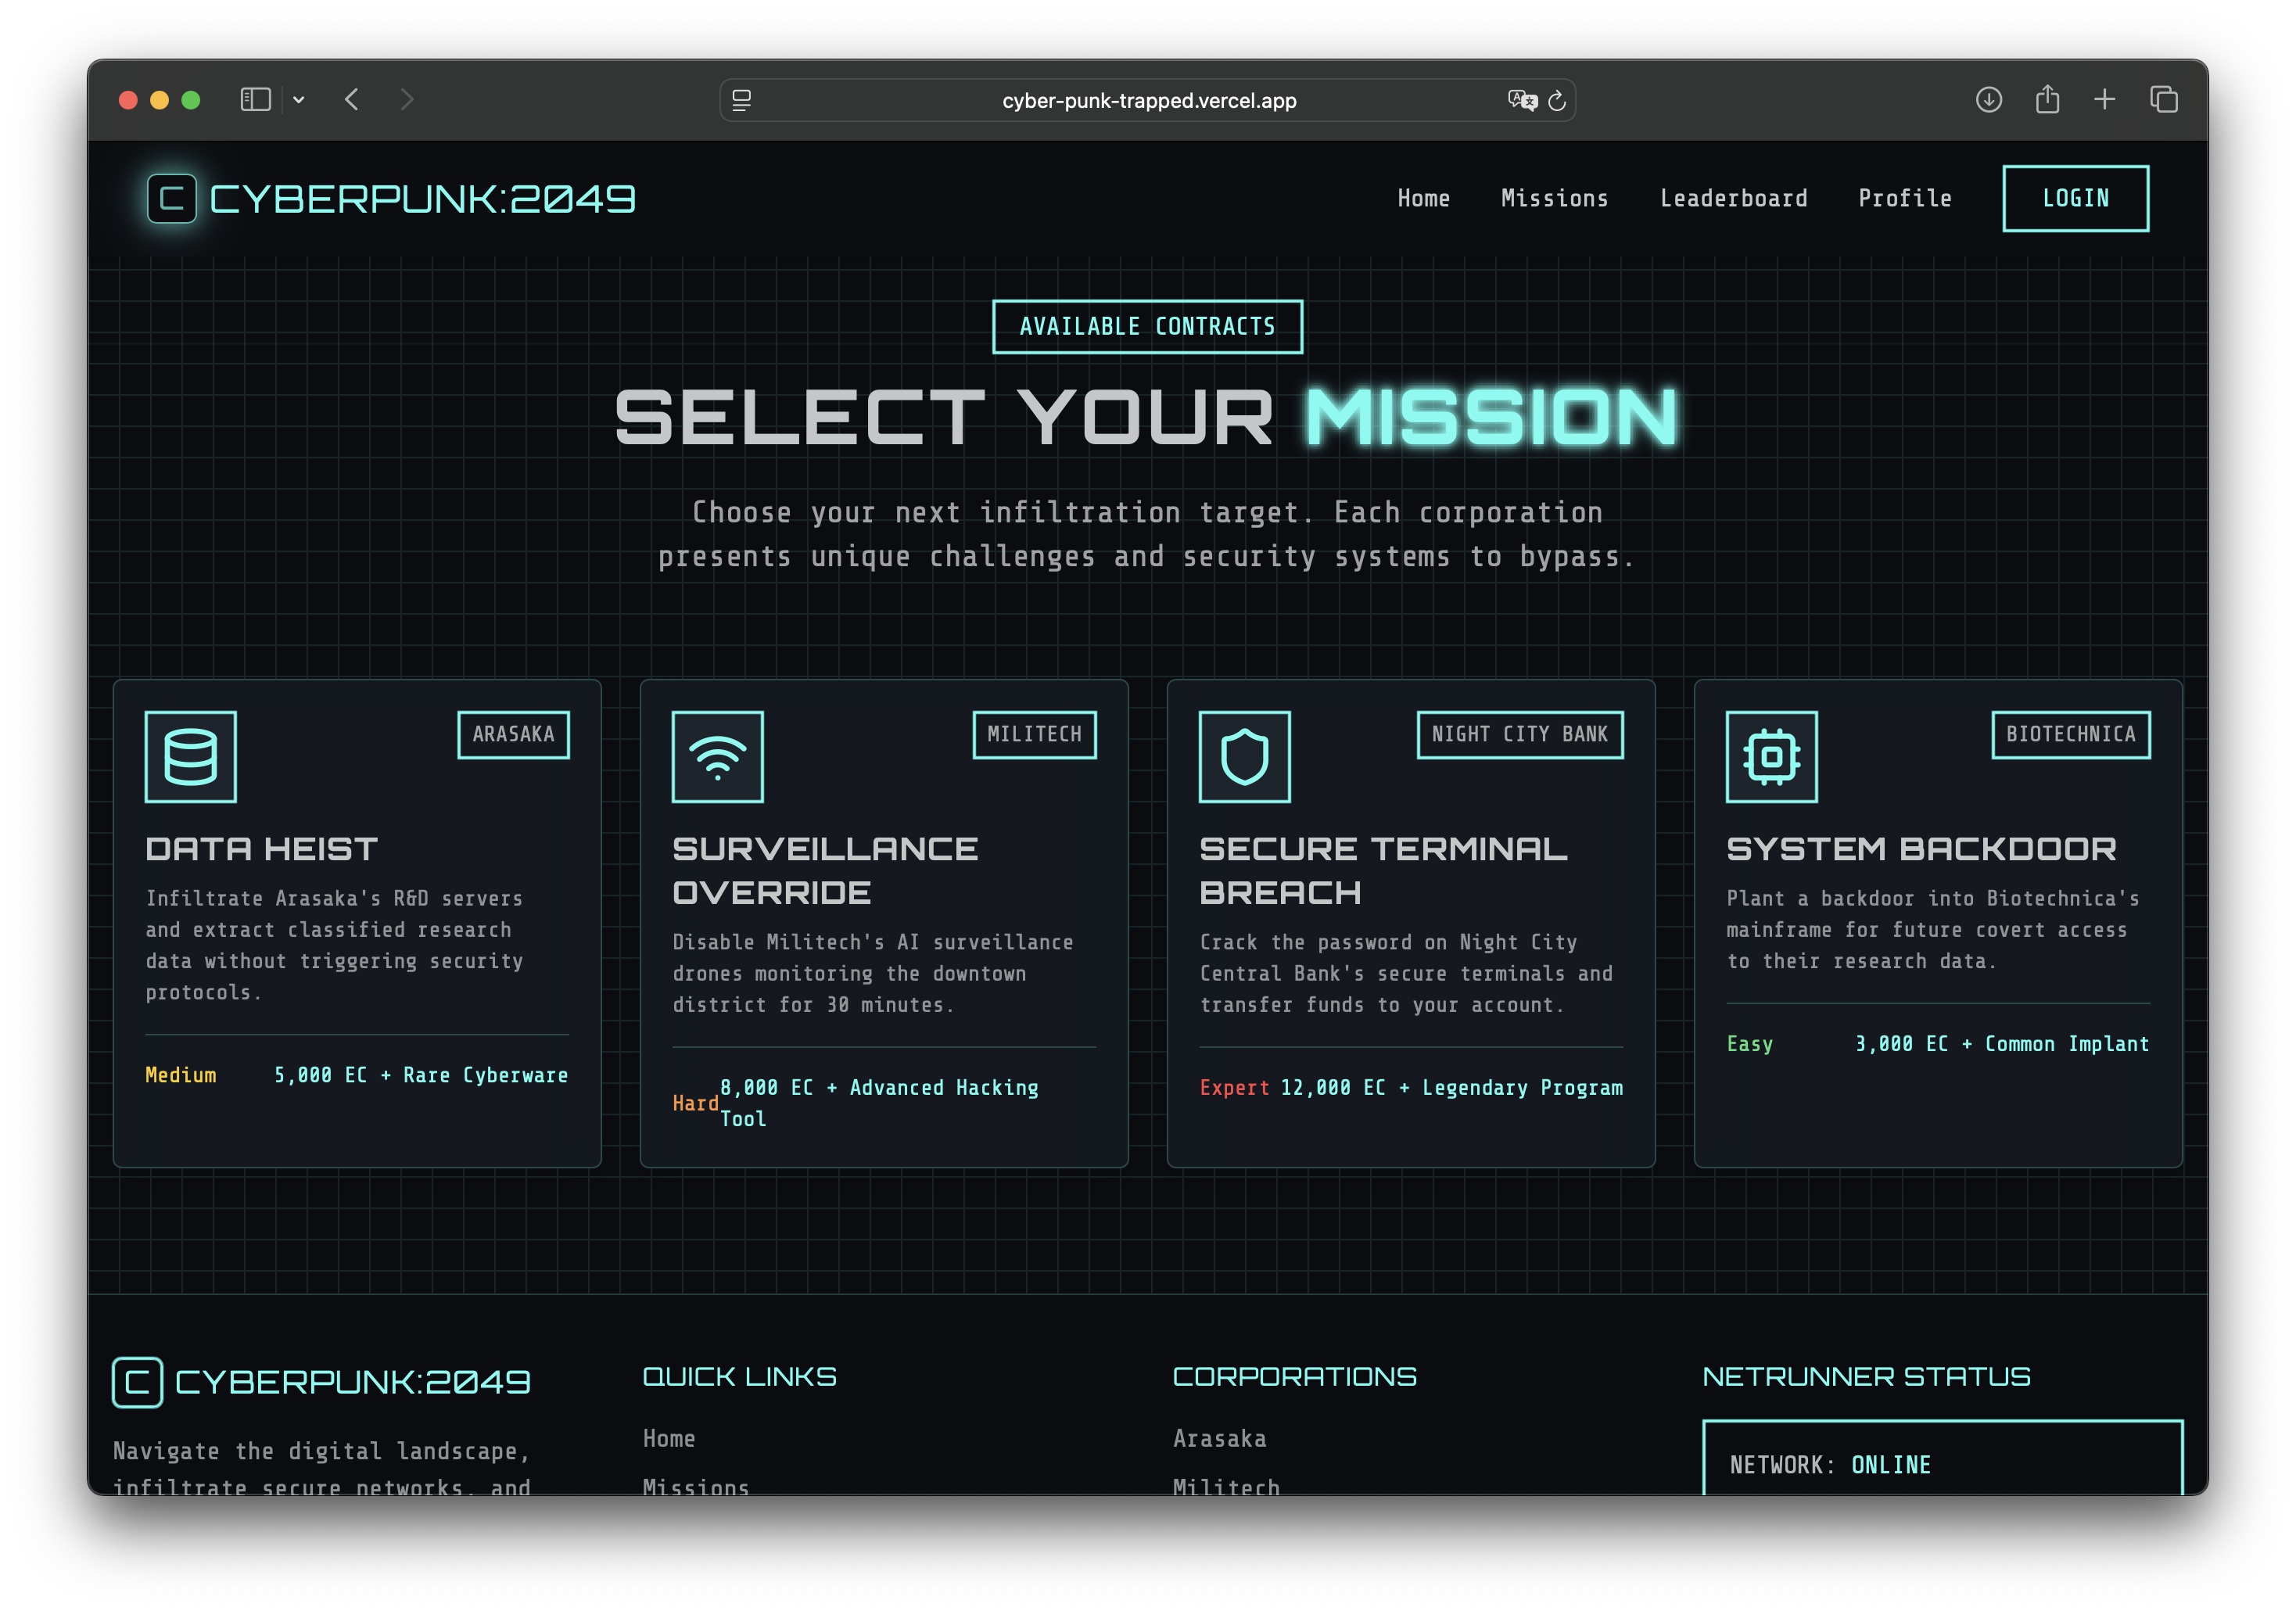 cyber-punk-trapped.vercel.app
C CYBERPUNK:2049
Home Missions Leaderboard Profile LOGIN
AVAILABLE CONTRACTS
SELECT YOUR MISSION
Choose your next infiltration target. Each corporation
presents unique challenges and security systems to bypass.
ARASAKA
DATA HEIST
Infiltrate Arasaka's R&D servers
and extract classified research
data without triggering security
protocols.
Medium 5,000 EC + Rare Cyberware
MILITECH
SURVEILLANCE
OVERRIDE
Disable Militech's AI surveillance
drones monitoring the downtown
district for 30 minutes.
Hard 8,000 EC + Advanced Hacking
Tool
NIGHT CITY BANK
SECURE TERMINAL
BREACH
Crack the password on Night City
Central Bank's secure terminals and
transfer funds to your account.
Expert 12,000 EC + Legendary Program
BIOTECHNICA
SYSTEM BACKDOOR
Plant a backdoor into Biotechnica's
mainframe for future covert access
to their research data.
Easy 3,000 EC + Common Implant
C CYBERPUNK:2049
Navigate the digital landscape,
infiltrate secure networks, and
QUICK LINKS
Home
Missions
CORPORATIONS
Arasaka
Militech
NETRUNNER STATUS
NETWORK: ONLINE